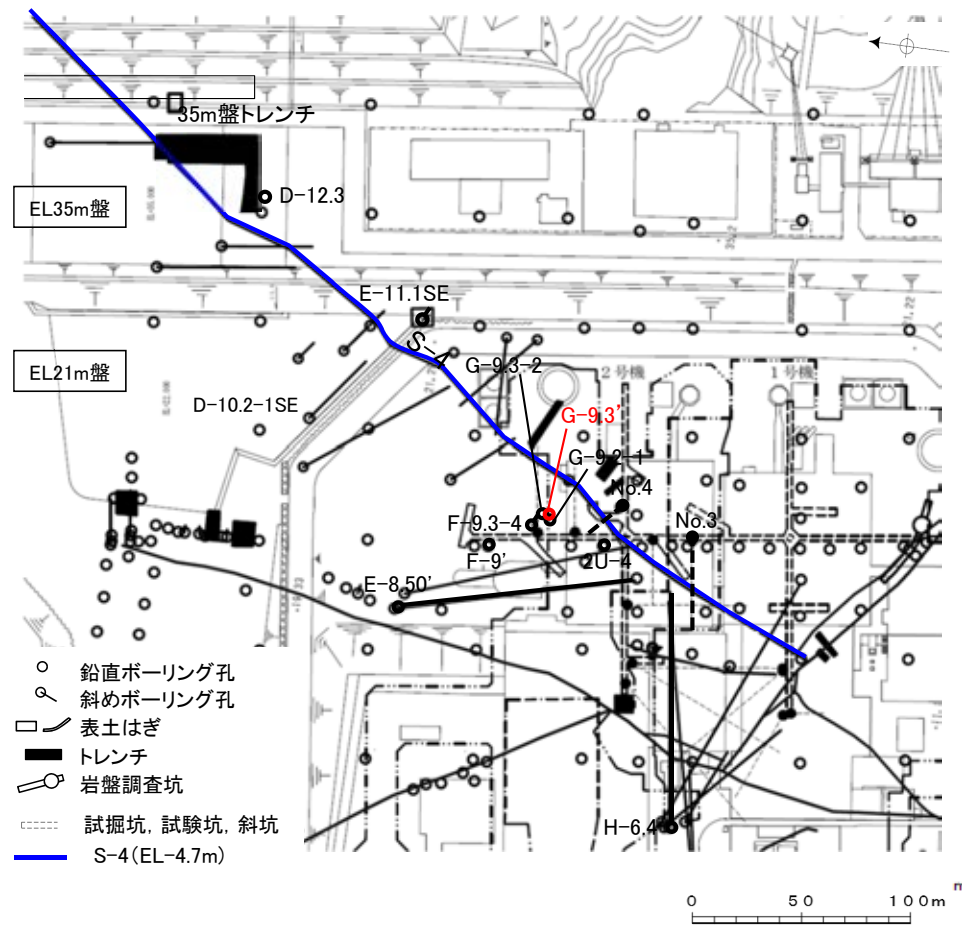 35m盤トレンチ
D-12.3
EL35m盤
E-11.1SE
S-4
EL21m盤
G-9.3-2
2号機
1号機
D-10.2-1SE
G-9.3'
G-9.2-1
No.4
F-9.3-4
No.3
F-9'
2U-4
E-8.50'
鉛直ボーリング孔
斜めボーリング孔
表土はぎ
トレンチ
岩盤調査坑
試掘坑，試験坑，斜坑
S-4(EL-4.7m)
H-6.4
0 50 100m